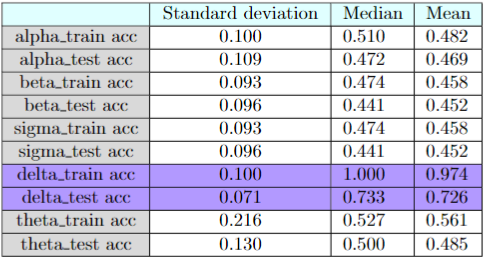 Standard deviation Median Mean
alpha_train acc 0.100 0.510 0.482
alpha_test acc 0.109 0.472 0.469
beta_train acc 0.093 0.474 0.458
beta_test acc 0.096 0.441 0.452
sigma_train acc 0.093 0.474 0.458
sigma_test acc 0.096 0.441 0.452
delta_train acc 0.100 1.000 0.974
delta_test acc 0.071 0.733 0.726
theta_train acc 0.216 0.527 0.561
theta_test acc 0.130 0.500 0.485